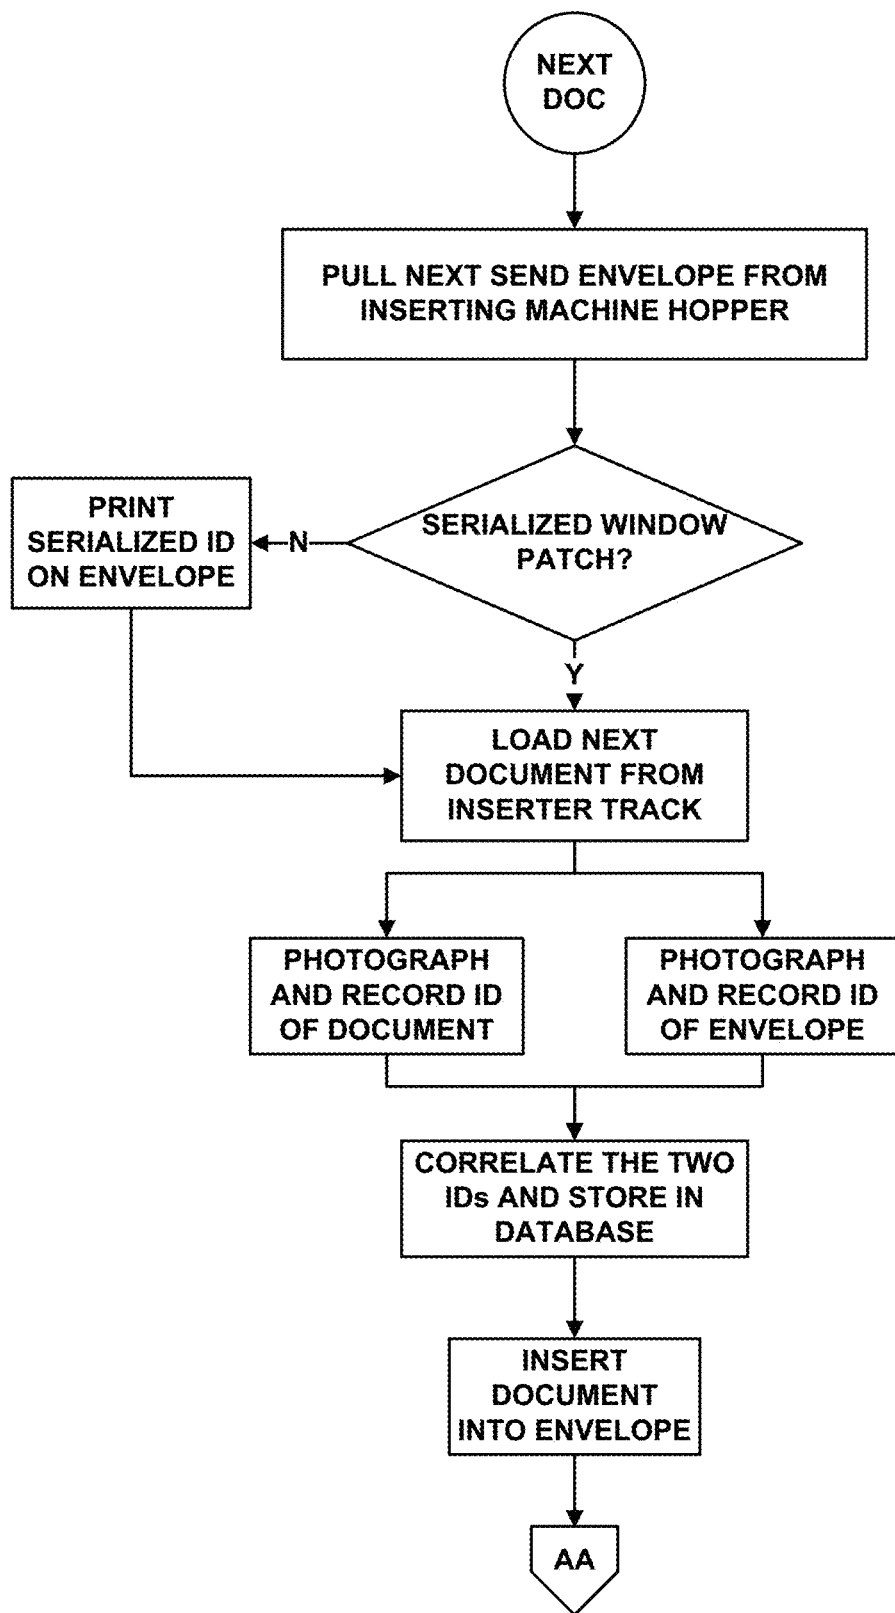 NEXT
DOC
PULL NEXT SEND ENVELOPE FROM
INSERTING MACHINE HOPPER
SERIALIZED WINDOW
PATCH?
N
PRINT
SERIALIZED ID
ON ENVELOPE
Y
LOAD NEXT
DOCUMENT FROM
INSERTER TRACK
PHOTOGRAPH
AND RECORD ID
OF DOCUMENT
PHOTOGRAPH
AND RECORD ID
OF ENVELOPE
CORRELATE THE TWO
IDs AND STORE IN
DATABASE
INSERT
DOCUMENT
INTO ENVELOPE
AA